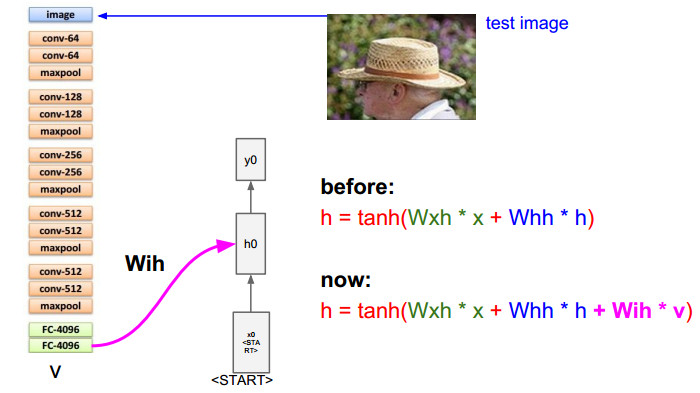 image
test image
conv-64
conv-64
maxpool
conv-128
conv-128
maxpool
conv-256
conv-256
maxpool
conv-512
conv-512
maxpool
conv-512
conv-512
maxpool
FC-4096
FC-4096
V
Wih
y0
h0
x0
<STA
RT>
<START>
before:
h = tanh(Wxh * x + Whh * h)
now:
h = tanh(Wxh * x + Whh * h + Wih * v)